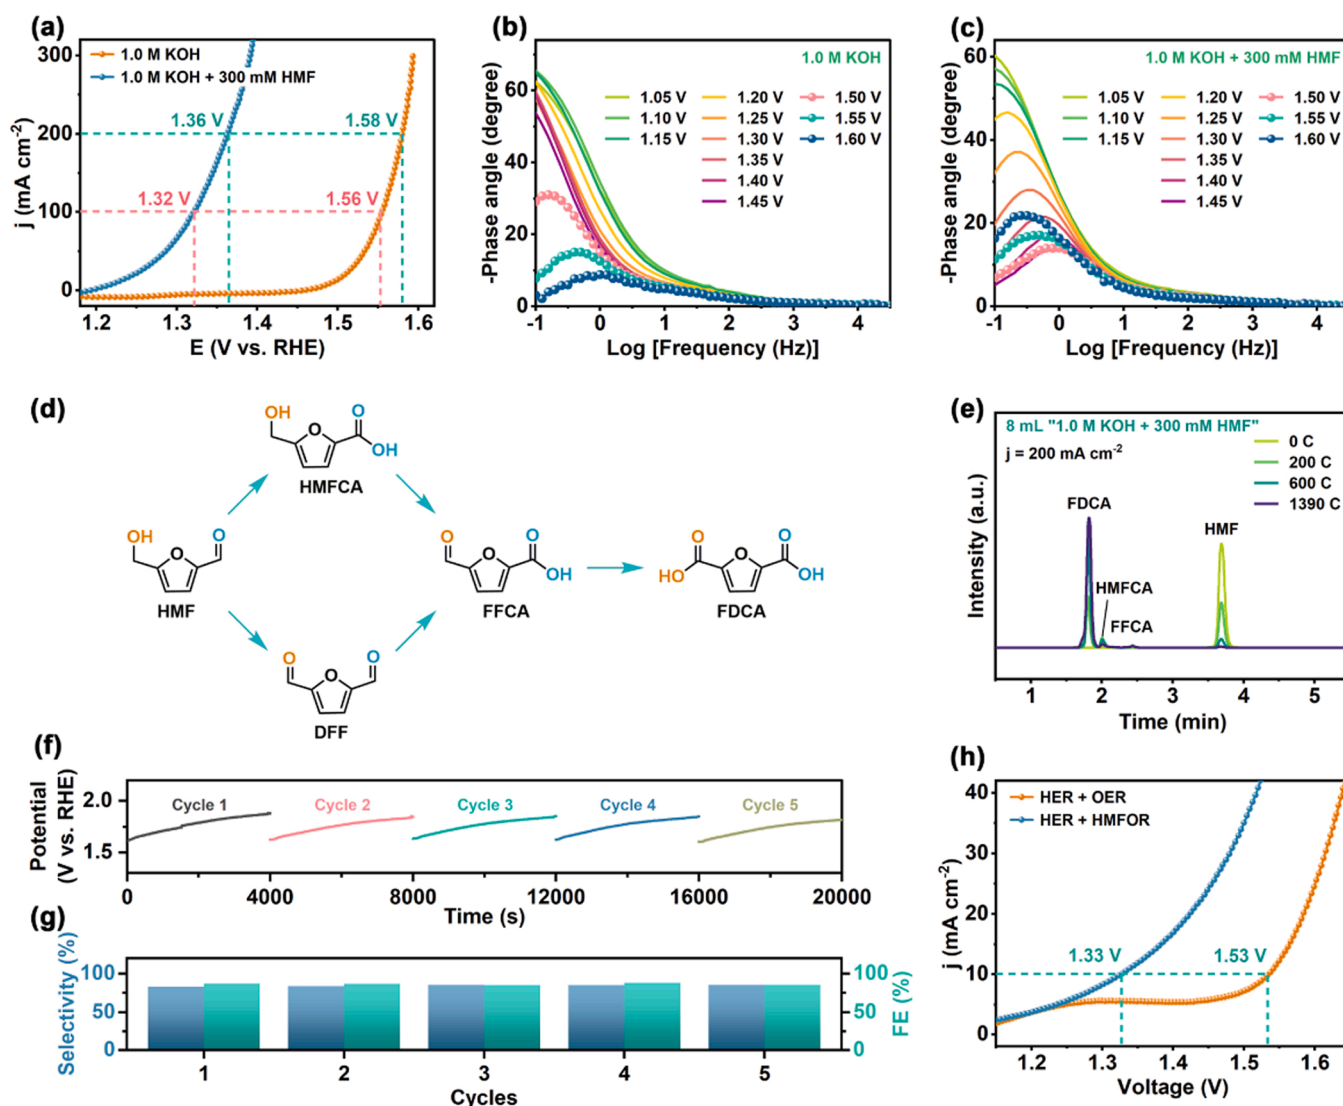 (a)
300
200
100
0
j (mA cm⁻²)
1.0 M KOH
1.0 M KOH + 300 mM HMF
1.36 V
1.58 V
1.32 V
1.56 V
1.2 1.3 1.4 1.5 1.6
E (V vs. RHE)
(b)
60
40
20
0
-Phase angle (degree)
1.0 M KOH
1.05 V 1.20 V 1.50 V
1.10 V 1.25 V 1.55 V
1.15 V 1.30 V 1.60 V
1.35 V
1.40 V
1.45 V
-1 0 1 2 3 4
Log [Frequency (Hz)]
(c)
60
40
20
0
-Phase angle (degree)
1.0 M KOH + 300 mM HMF
1.05 V 1.20 V 1.50 V
1.10 V 1.25 V 1.55 V
1.15 V 1.30 V 1.60 V
1.35 V
1.40 V
1.45 V
-1 0 1 2 3 4
Log [Frequency (Hz)]
(d)
OH O
O OH
HMFCA
OH O
O
HMF
O O
O OH
FFCA
O O
HO O OH
FDCA
O O
O
DFF
(e)
8 mL "1.0 M KOH + 300 mM HMF"
j = 200 mA cm⁻²
0 C
200 C
600 C
1390 C
FDCA
HMF
HMFCA
FFCA
Intensity (a.u.)
1 2 3 4 5
Time (min)
(f)
Potential
(V vs. RHE)
2.0
1.5
Cycle 1 Cycle 2 Cycle 3 Cycle 4 Cycle 5
0 4000 8000 12000 16000 20000
Time (s)
(g)
Selectivity (%)
100
50
0
100
50
0
FE (%)
1 2 3 4 5
Cycles
(h)
40
30
20
10
0
j (mA cm⁻²)
HER + OER
HER + HMFOR
1.33 V
1.53 V
1.2 1.3 1.4 1.5 1.6
Voltage (V)